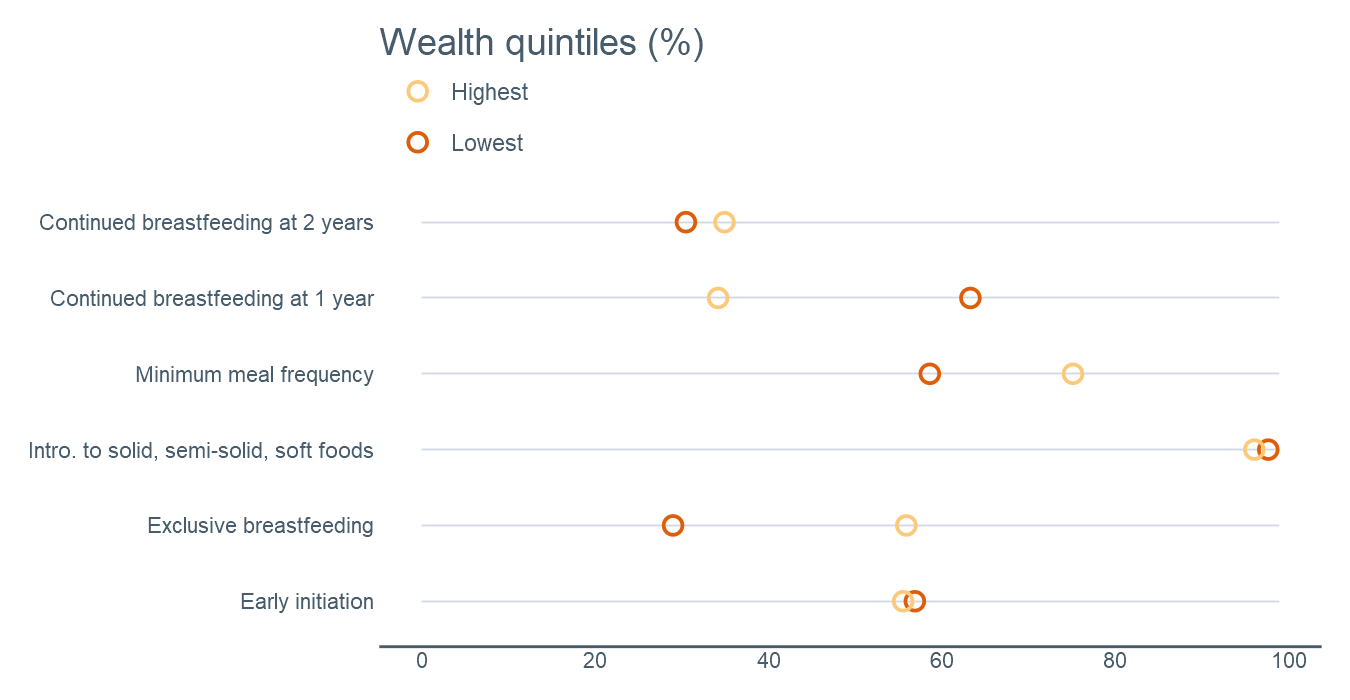 Wealth quintiles (%)
Highest
Lowest
Continued breastfeeding at 2 years
Continued breastfeeding at 1 year
Minimum meal frequency
Intro. to solid, semi-solid, soft foods
Exclusive breastfeeding
Early initiation
0 20 40 60 80 100